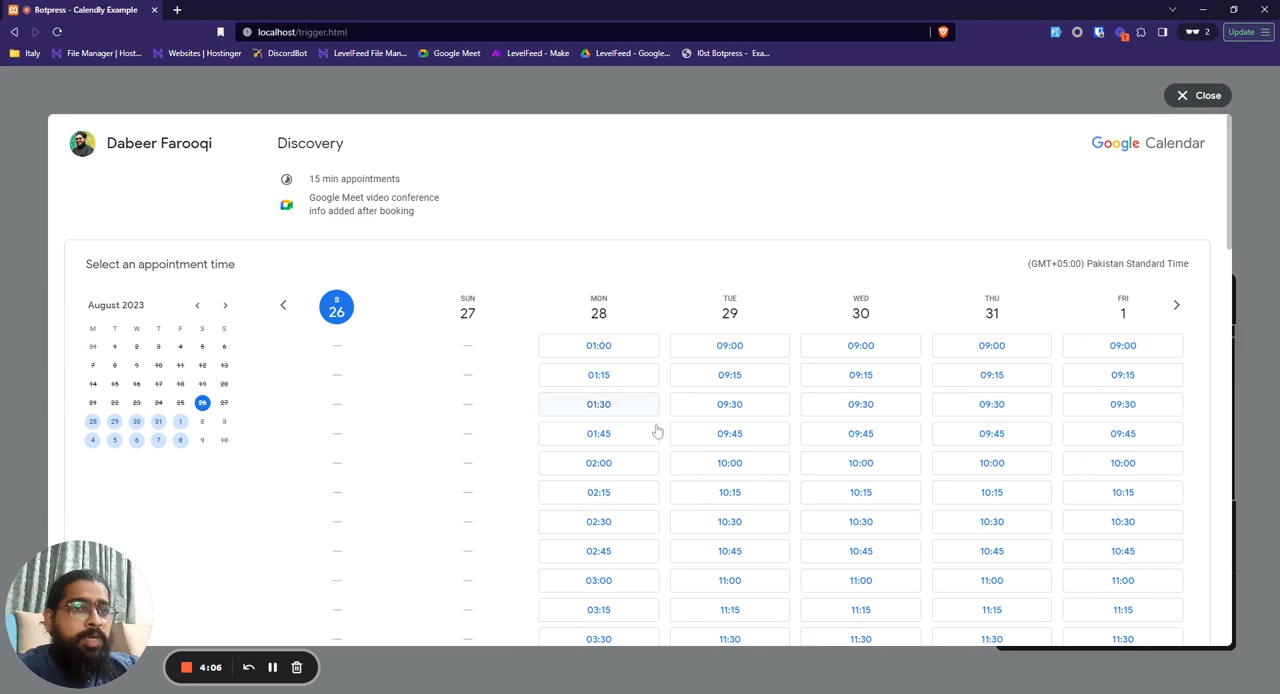 Botpress - Calendly Example
localhost/trigger.html
2
Update
Italy
File Manager | Host...
Websites | Hostinger
DiscordBot
LevelFeed File Man...
Google Meet
LevelFeed - Make
LevelFeed - Google...
l0st Botpress - Exa...
Close
Dabeer Farooqi
Discovery
Google Calendar
15 min appointments
Google Meet video conference
info added after booking
Select an appointment time
(GMT+05:00) Pakistan Standard Time
August 2023
M T W T F S S
31 1 2 3 4 5 6
7 8 9 10 11 12 13
14 15 16 17 18 19 20
21 22 23 24 25 26 27
28 29 30 31 1 2 3
4 5 6 7 8 9 10
S SUN MON TUE WED THU FRI
26 27 28 29 30 31 1
— — 01:00 09:00 09:00 09:00 09:00
— — 01:15 09:15 09:15 09:15 09:15
— — 01:30 09:30 09:30 09:30 09:30
— — 01:45 09:45 09:45 09:45 09:45
— — 02:00 10:00 10:00 10:00 10:00
— — 02:15 10:15 10:15 10:15 10:15
— — 02:30 10:30 10:30 10:30 10:30
— — 02:45 10:45 10:45 10:45 10:45
— — 03:00 11:00 11:00 11:00 11:00
— — 03:15 11:15 11:15 11:15 11:15
— — 03:30 11:30 11:30 11:30 11:30
4:06